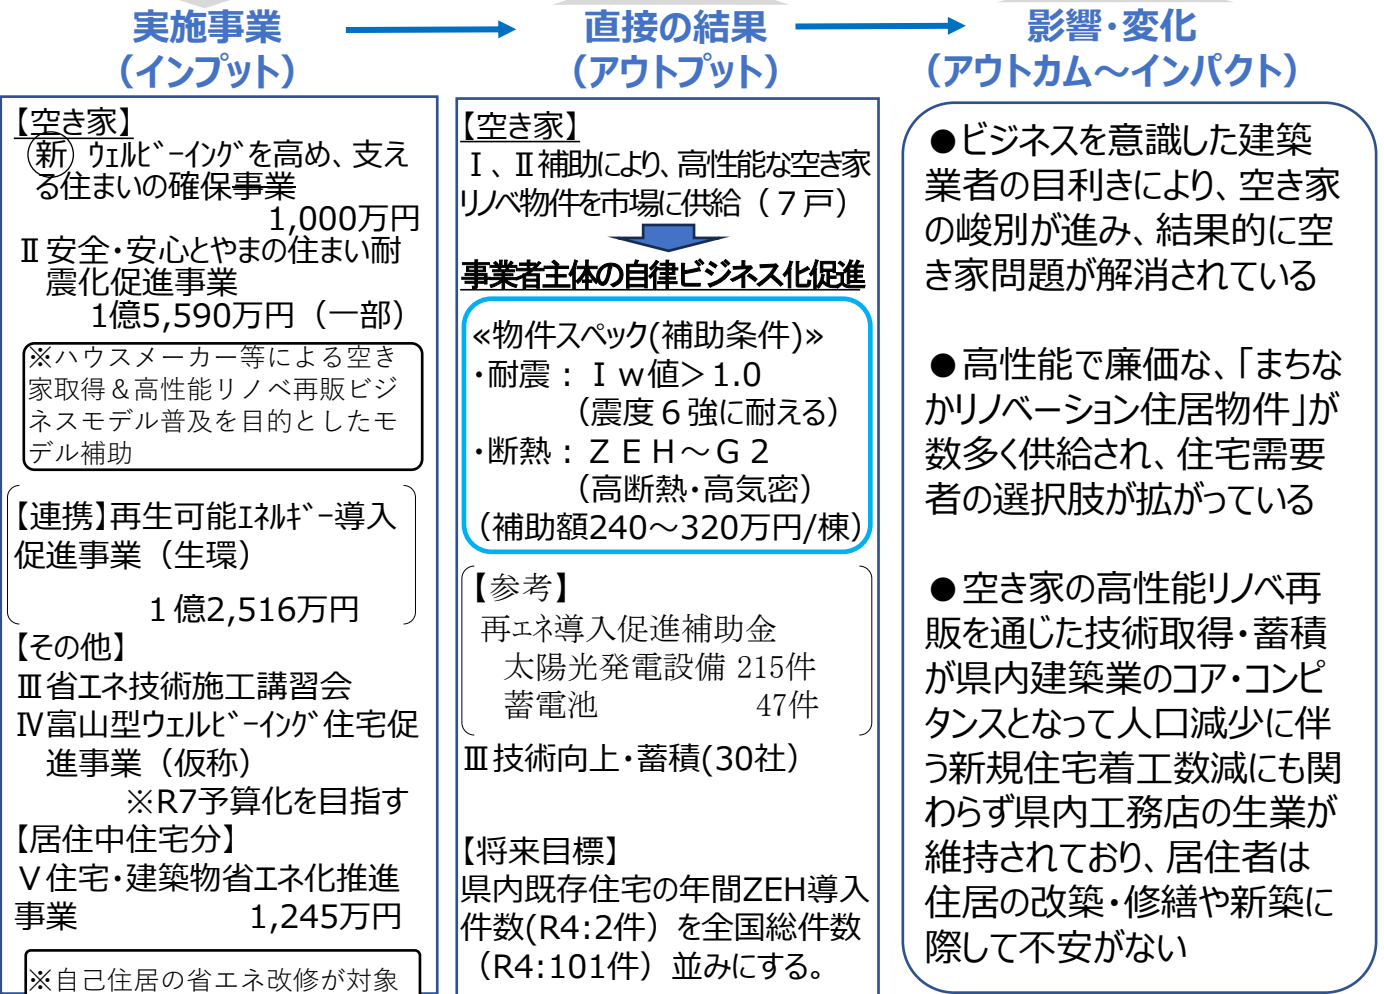 実施事業
（インプット）
【空き家】
新 ｳｪﾙﾋﾞｰｲﾝｸﾞを高め、支え
る住まいの確保事業
1,000万円
Ⅱ安全・安心とやまの住まい耐
震化促進事業
1億5,590万円（一部）
※ハウスメーカー等による空き
家取得＆高性能リノベ再販ビジ
ネスモデル普及を目的としたモ
デル補助
【連携】再生可能ｴﾈﾙｷﾞｰ導入
促進事業（生環）
１億2,516万円
【その他】
Ⅲ省エネ技術施工講習会
Ⅳ富山型ウェルﾋﾞｰｲﾝｸﾞ住宅促
進事業（仮称）
※R7予算化を目指す
【居住中住宅分】
Ⅴ住宅・建築物省エネ化推進
事業 1,245万円
※自己住居の省エネ改修が対象
直接の結果
（アウトプット）
【空き家】
Ⅰ、Ⅱ補助により、高性能な空き家
リノベ物件を市場に供給（７戸）
事業者主体の自律ビジネス化促進
≪物件スペック(補助条件)≫
・耐震：Ｉｗ値＞1.0
（震度６強に耐える）
・断熱：ＺＥＨ～Ｇ２
（高断熱・高気密）
（補助額240～320万円/棟）
【参考】
再ｴﾈ導入促進補助金
太陽光発電設備 215件
蓄電池 47件
Ⅲ技術向上・蓄積(30社）
【将来目標】
県内既存住宅の年間ZEH導入
件数(R4:2件）を全国総件数
（R4:101件）並みにする。
影響・変化
（アウトカム～インパクト）
●ビジネスを意識した建築
業者の目利きにより、空き家
の峻別が進み、結果的に空
き家問題が解消されている
●高性能で廉価な、「まちな
かリノベーション住居物件」が
数多く供給され、住宅需要
者の選択肢が拡がっている
●空き家の高性能リノベ再
販を通じた技術取得・蓄積
が県内建築業のコア・コンピ
タンスとなって人口減少に伴
う新規住宅着工数減にも関
わらず県内工務店の生業が
維持されており、居住者は
住居の改築・修繕や新築に
際して不安がない